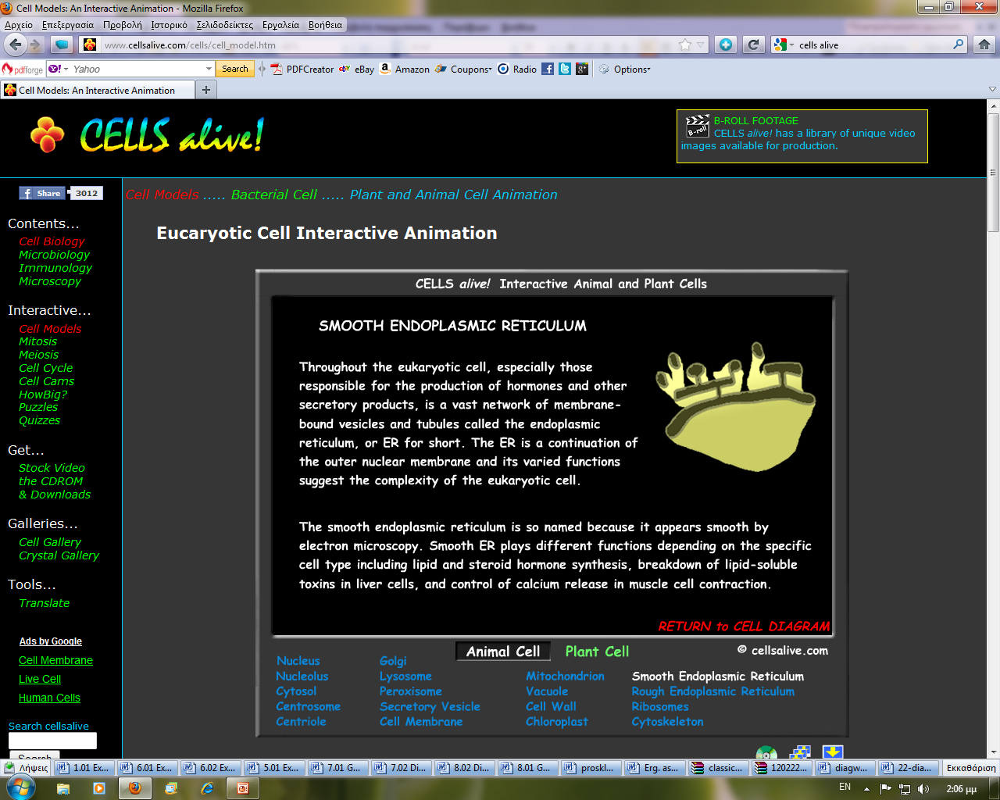 Cell Models: An Interactive Animation - Mozilla Firefox
Αρχείο Επεξεργασία Προβολή Ιστορικό Σελιδοδείκτες Εργαλεία Βοήθεια
www.cellsalive.com/cells/cell_model.htm
cells alive
pdfforge Yahoo Search PDFCreator eBay Amazon Coupons Radio Options
Cell Models: An Interactive Animation
CELLS alive!
B-roll
B-ROLL FOOTAGE
CELLS alive! has a library of unique video
images available for production.
Share 3012
Cell Models ..... Bacterial Cell ..... Plant and Animal Cell Animation
Contents...
Cell Biology
Microbiology
Immunology
Microscopy
Interactive...
Cell Models
Mitosis
Meiosis
Cell Cycle
Cell Cams
HowBig?
Puzzles
Quizzes
Get...
Stock Video
the CDROM
& Downloads
Galleries...
Cell Gallery
Crystal Gallery
Tools...
Translate
Ads by Google
Cell Membrane
Live Cell
Human Cells
Search cellsalive
Search
Eucaryotic Cell Interactive Animation
CELLS alive! Interactive Animal and Plant Cells
SMOOTH ENDOPLASMIC RETICULUM
Throughout the eukaryotic cell, especially those
responsible for the production of hormones and other
secretory products, is a vast network of membrane-
bound vesicles and tubules called the endoplasmic
reticulum, or ER for short. The ER is a continuation of
the outer nuclear membrane and its varied functions
suggest the complexity of the eukaryotic cell.
The smooth endoplasmic reticulum is so named because it appears smooth by
electron microscopy. Smooth ER plays different functions depending on the specific
cell type including lipid and steroid hormone synthesis, breakdown of lipid-soluble
toxins in liver cells, and control of calcium release in muscle cell contraction.
RETURN to CELL DIAGRAM
Animal Cell Plant Cell © cellsalive.com
Nucleus Golgi
Nucleolus Lysosome Mitochondrion Smooth Endoplasmic Reticulum
Cytosol Peroxisome Vacuole Rough Endoplasmic Reticulum
Centrosome Secretory Vesicle Cell Wall Ribosomes
Centriole Cell Membrane Chloroplast Cytoskeleton
Λήψεις 1.01 Ex... 6.01 Ex... 6.02 Ex... 5.01 Ex... 7.01 G... 7.02 Di... 8.02 Di... 8.01 G... proskl... Erg. as... classic... 120222... diagw... 22-dia... Εκκαθάριση
EN 2:06 μμ